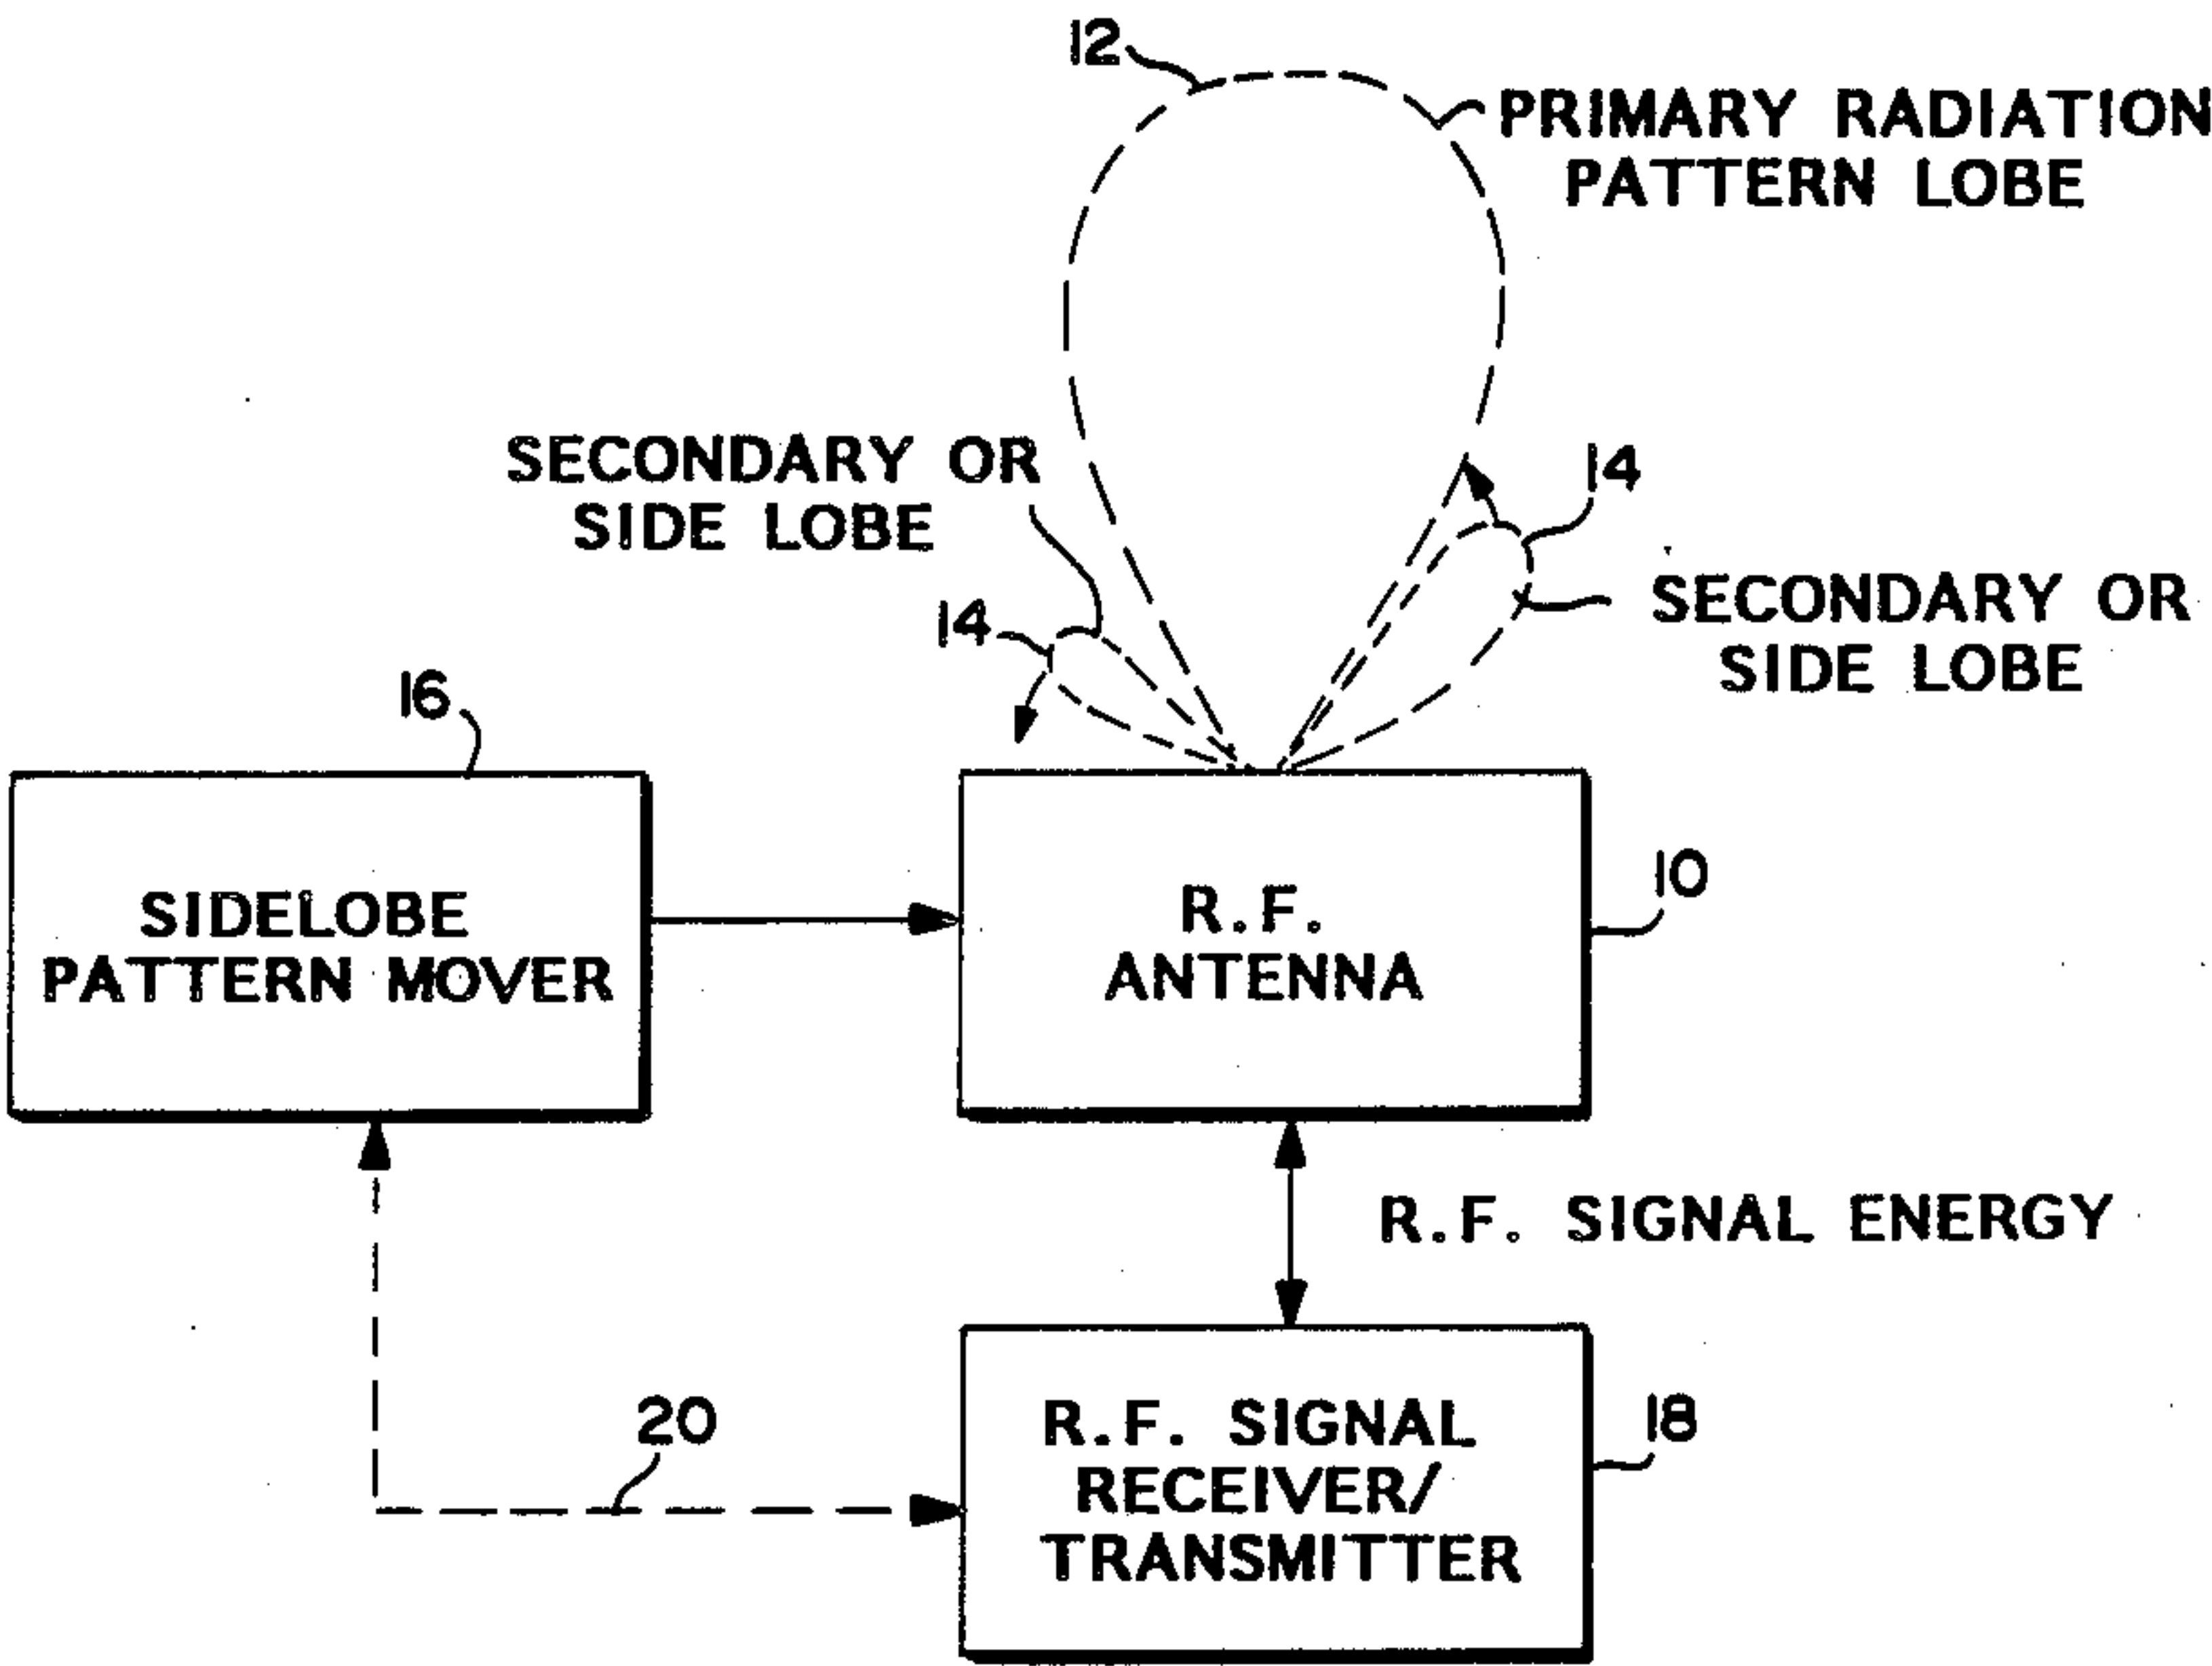 12
PRIMARY RADIATION
PATTERN LOBE
SECONDARY OR
SIDE LOBE
14
14
SECONDARY OR
SIDE LOBE
16
SIDELOBE
PATTERN MOVER
R.F.
ANTENNA
10
R.F. SIGNAL ENERGY
20
R.F. SIGNAL
RECEIVER/
TRANSMITTER
18